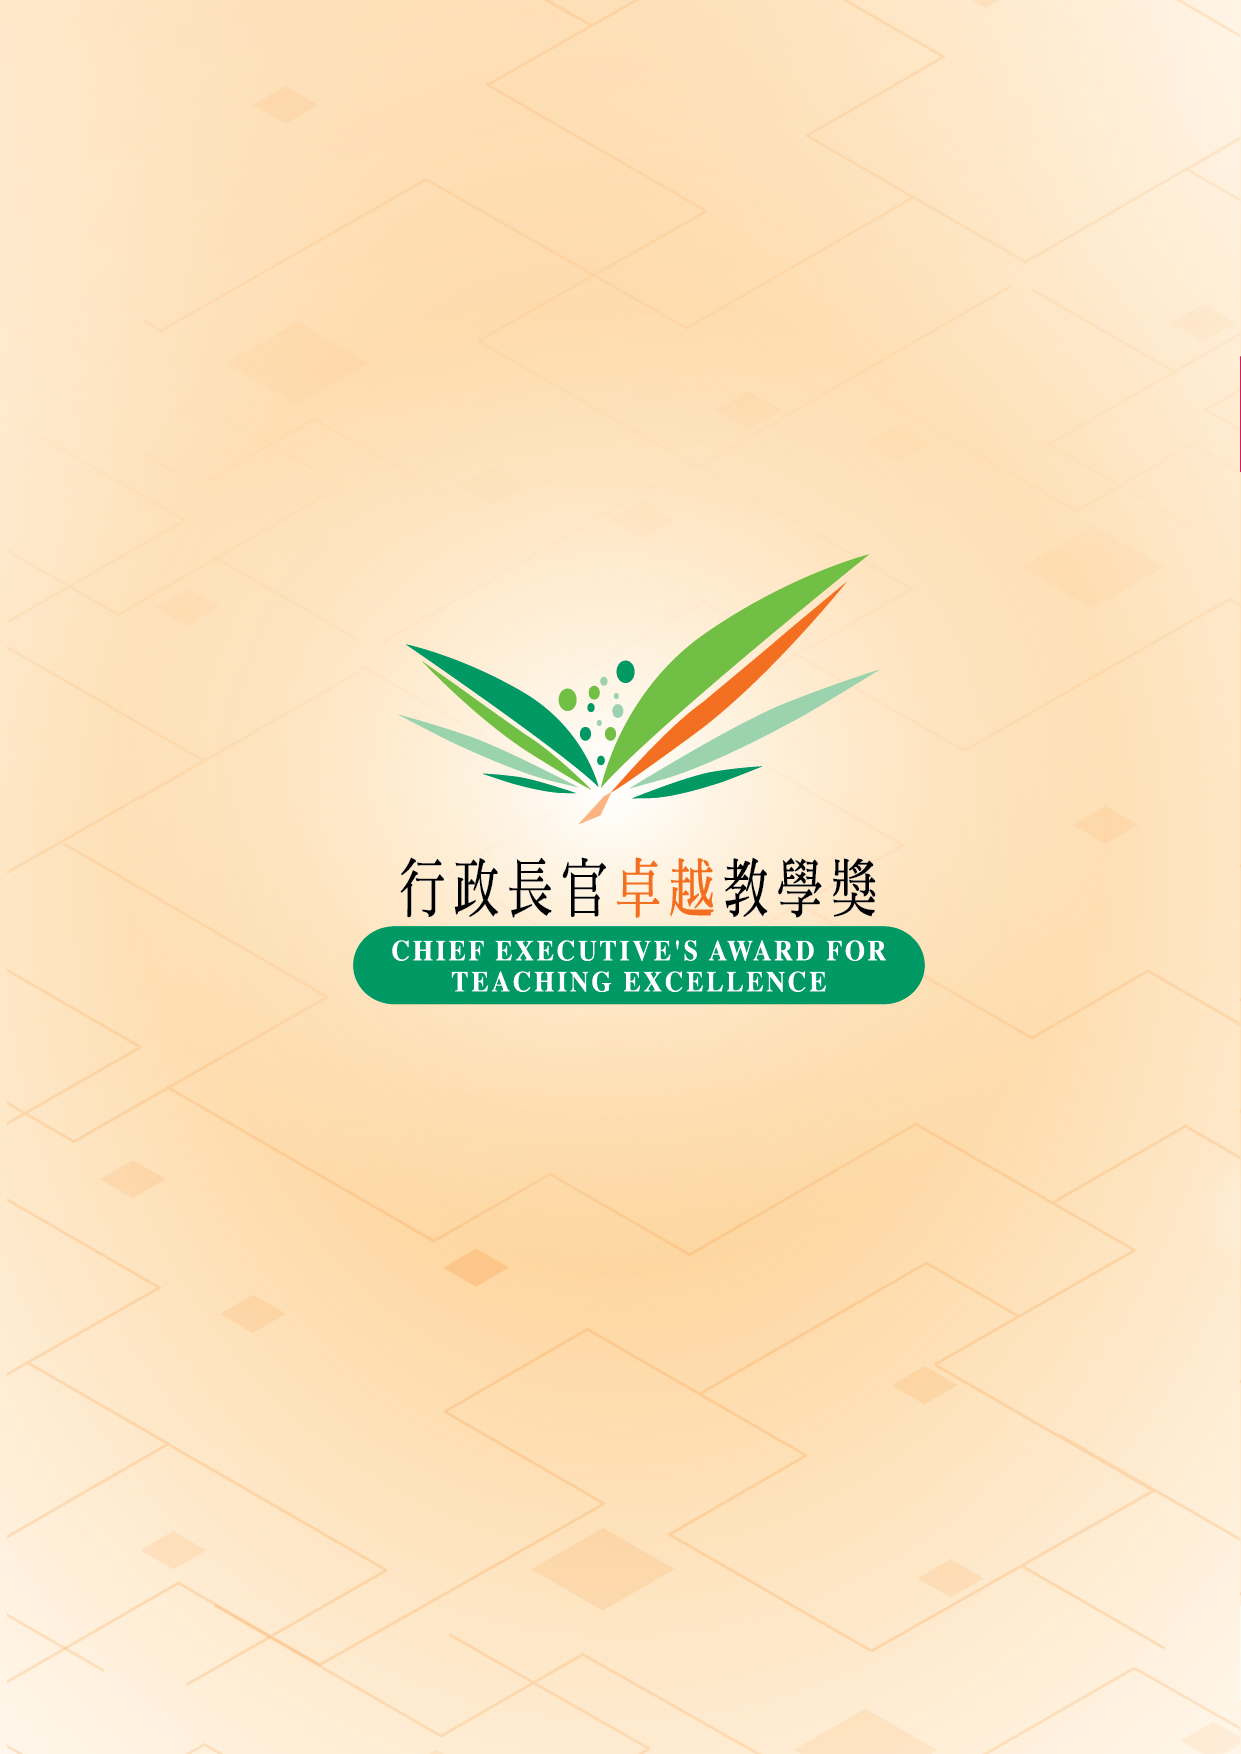 行政長官卓越教學獎
CHIEF EXECUTIVE'S AWARD FOR
TEACHING EXCELLENCE